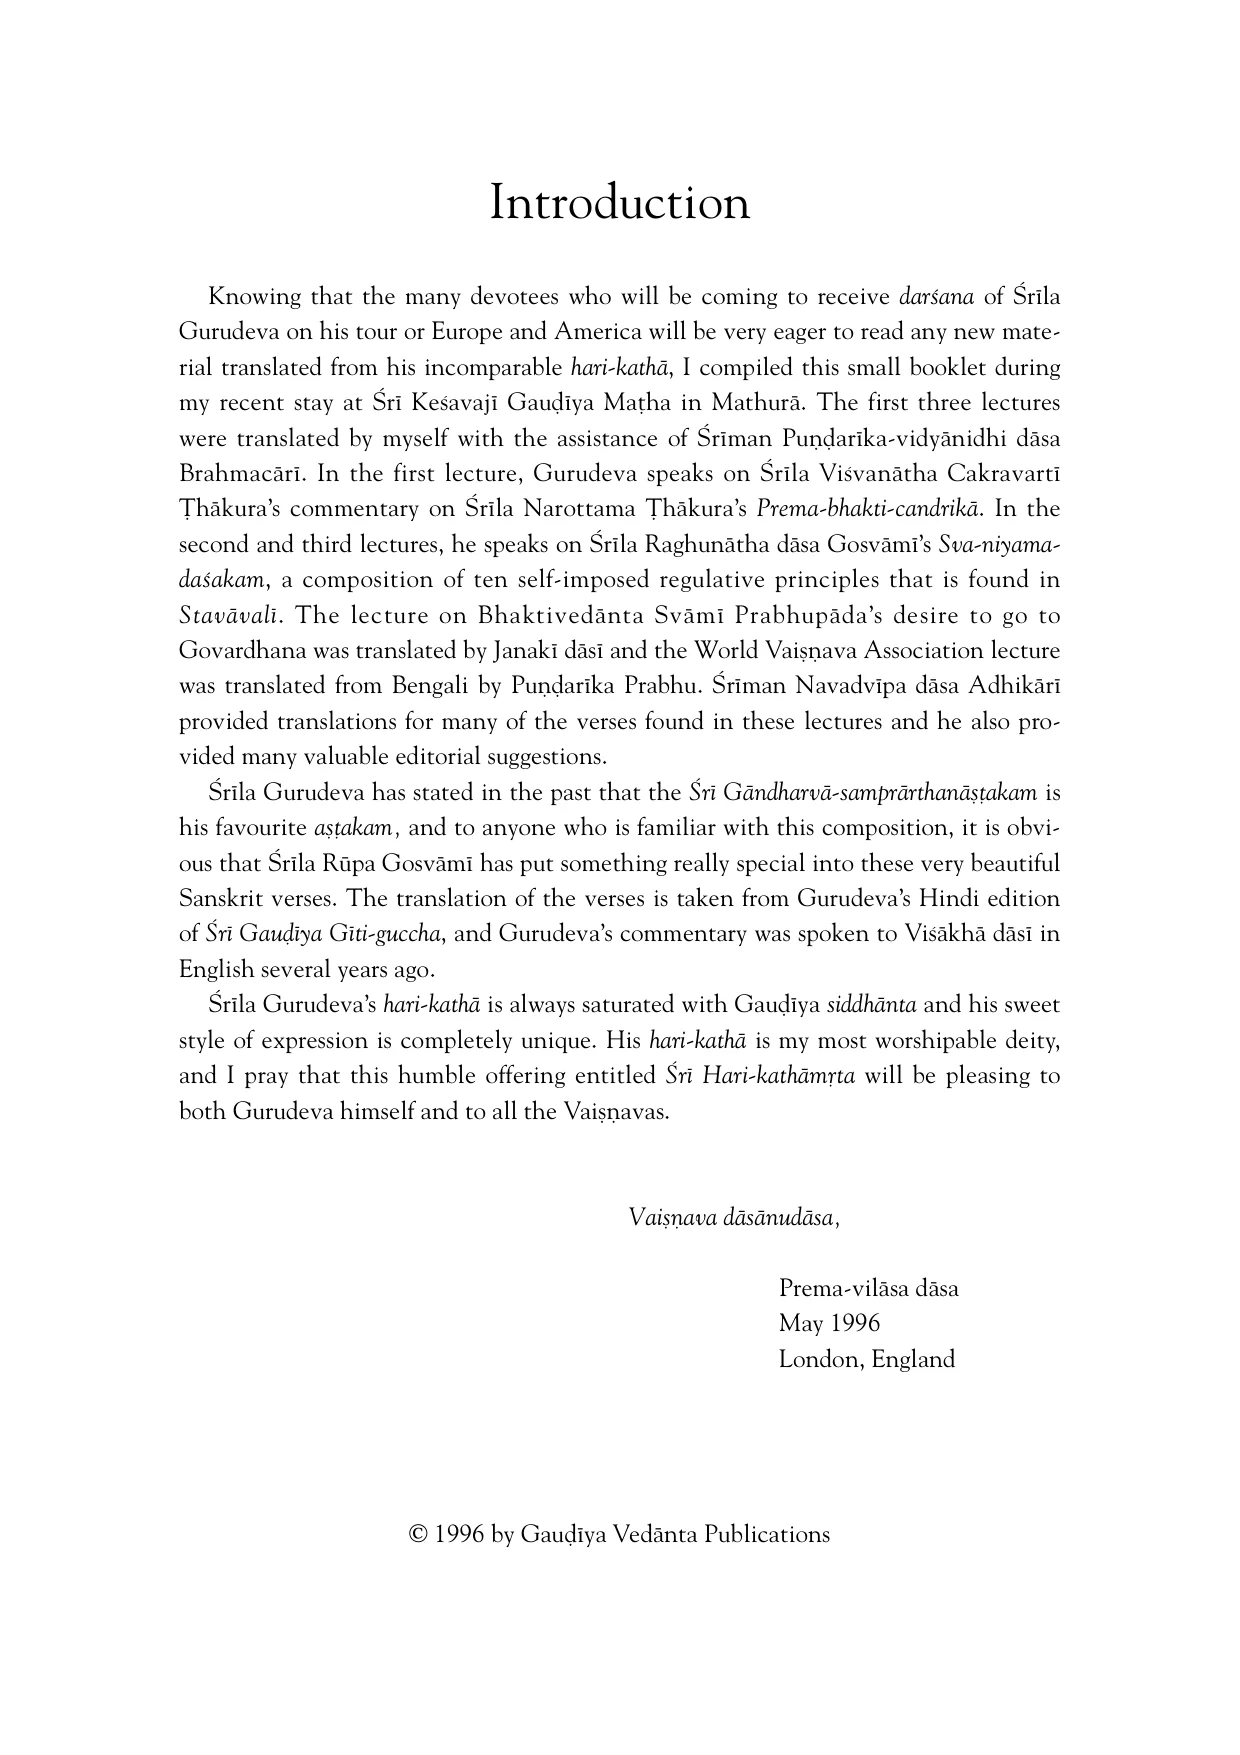 Introduction
Knowing that the many devotees who will be coming to receive darśana of Śrīla
Gurudeva on his tour or Europe and America will be very eager to read any new mate-
rial translated from his incomparable hari-kathā, I compiled this small booklet during
my recent stay at Śrī Keśavajī Gauḍīya Maṭha in Mathurā. The first three lectures
were translated by myself with the assistance of Śrīman Puṇḍarīka-vidyānidhi dāsa
Brahmacārī. In the first lecture, Gurudeva speaks on Śrīla Viśvanātha Cakravartī
Ṭhākura’s commentary on Śrīla Narottama Ṭhākura’s Prema-bhakti-candrikā. In the
second and third lectures, he speaks on Śrīla Raghunātha dāsa Gosvāmī’s Sva-niyama-
daśakam, a composition of ten self-imposed regulative principles that is found in
Stavāvalī. The lecture on Bhaktivedānta Svāmī Prabhupāda’s desire to go to
Govardhana was translated by Janakī dāsī and the World Vaiṣṇava Association lecture
was translated from Bengali by Puṇḍarīka Prabhu. Śrīman Navadvīpa dāsa Adhikārī
provided translations for many of the verses found in these lectures and he also pro-
vided many valuable editorial suggestions.
Śrīla Gurudeva has stated in the past that the Śrī Gāndharvā-samprārthanāṣṭakam is
his favourite aṣṭakam, and to anyone who is familiar with this composition, it is obvi-
ous that Śrīla Rūpa Gosvāmī has put something really special into these very beautiful
Sanskrit verses. The translation of the verses is taken from Gurudeva’s Hindi edition
of Śrī Gauḍīya Gīti-guccha, and Gurudeva’s commentary was spoken to Viśākhā dāsī in
English several years ago.
Śrīla Gurudeva’s hari-kathā is always saturated with Gauḍīya siddhānta and his sweet
style of expression is completely unique. His hari-kathā is my most worshipable deity,
and I pray that this humble offering entitled Śrī Hari-kathāmṛta will be pleasing to
both Gurudeva himself and to all the Vaiṣṇavas.
Vaiṣṇava dāsānudāsa,
Prema-vilāsa dāsa
May 1996
London, England
© 1996 by Gauḍīya Vedānta Publications